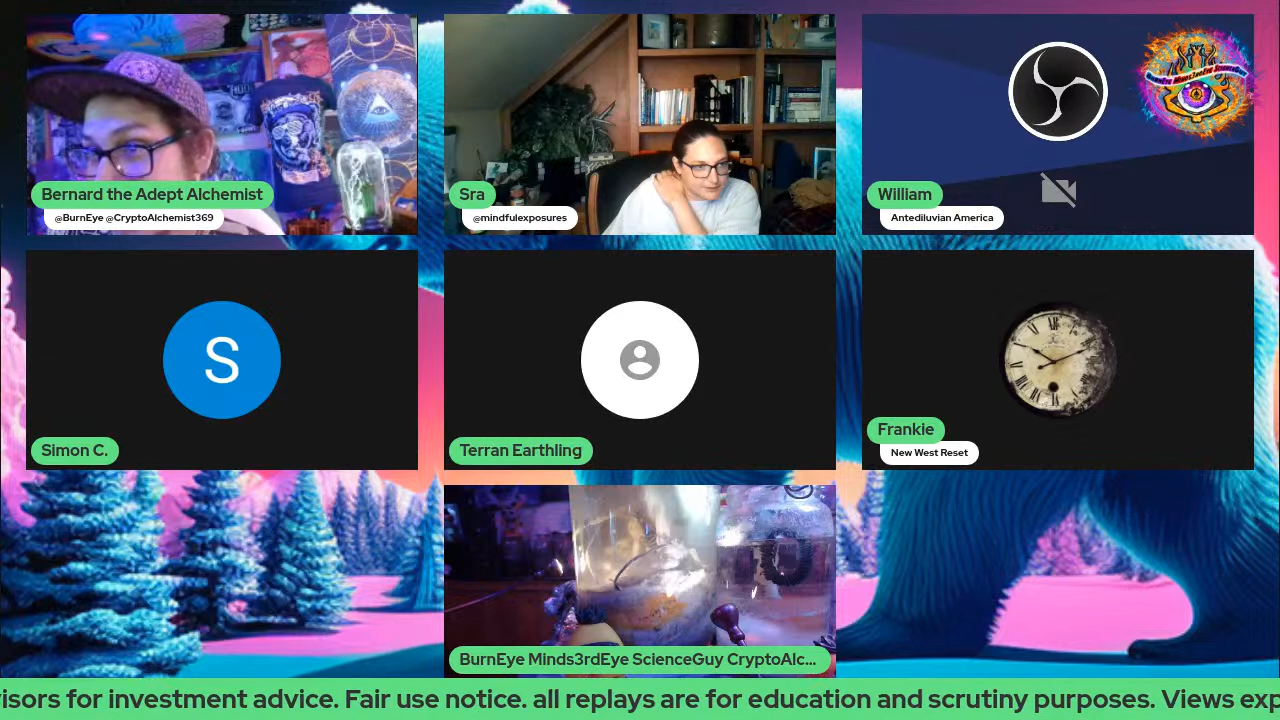 Bernard the Adept Alchemist
@BurnEye @CryptoAlchemist369
Sra
@mindfulexposures
William
Antediluvian America
S
Simon C.
Terran Earthling
Frankie
New West Reset
BurnEye Minds3rdEye ScienceGuy CryptoAlc...
visors for investment advice. Fair use notice. all replays are for education and scrutiny purposes. Views exp